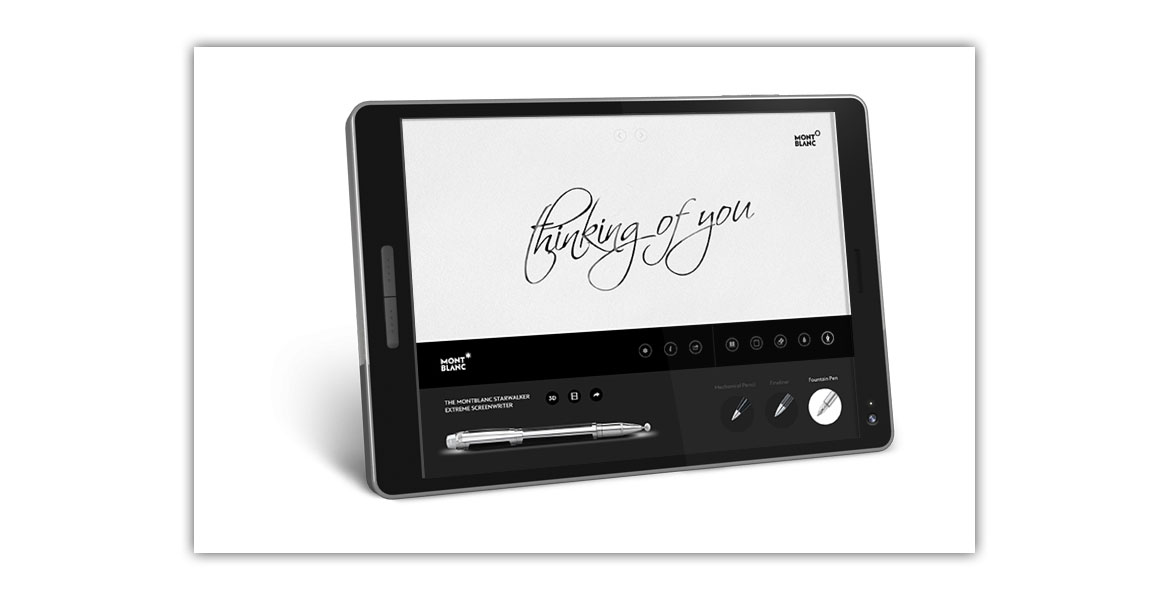 MONT
BLANC
thinking of you
MONT
BLANC
THE MONTBLANC STARWALKER
EXTREME SCREENWRITER
3D
Mechanical Pencil
Fineliner
Fountain Pen